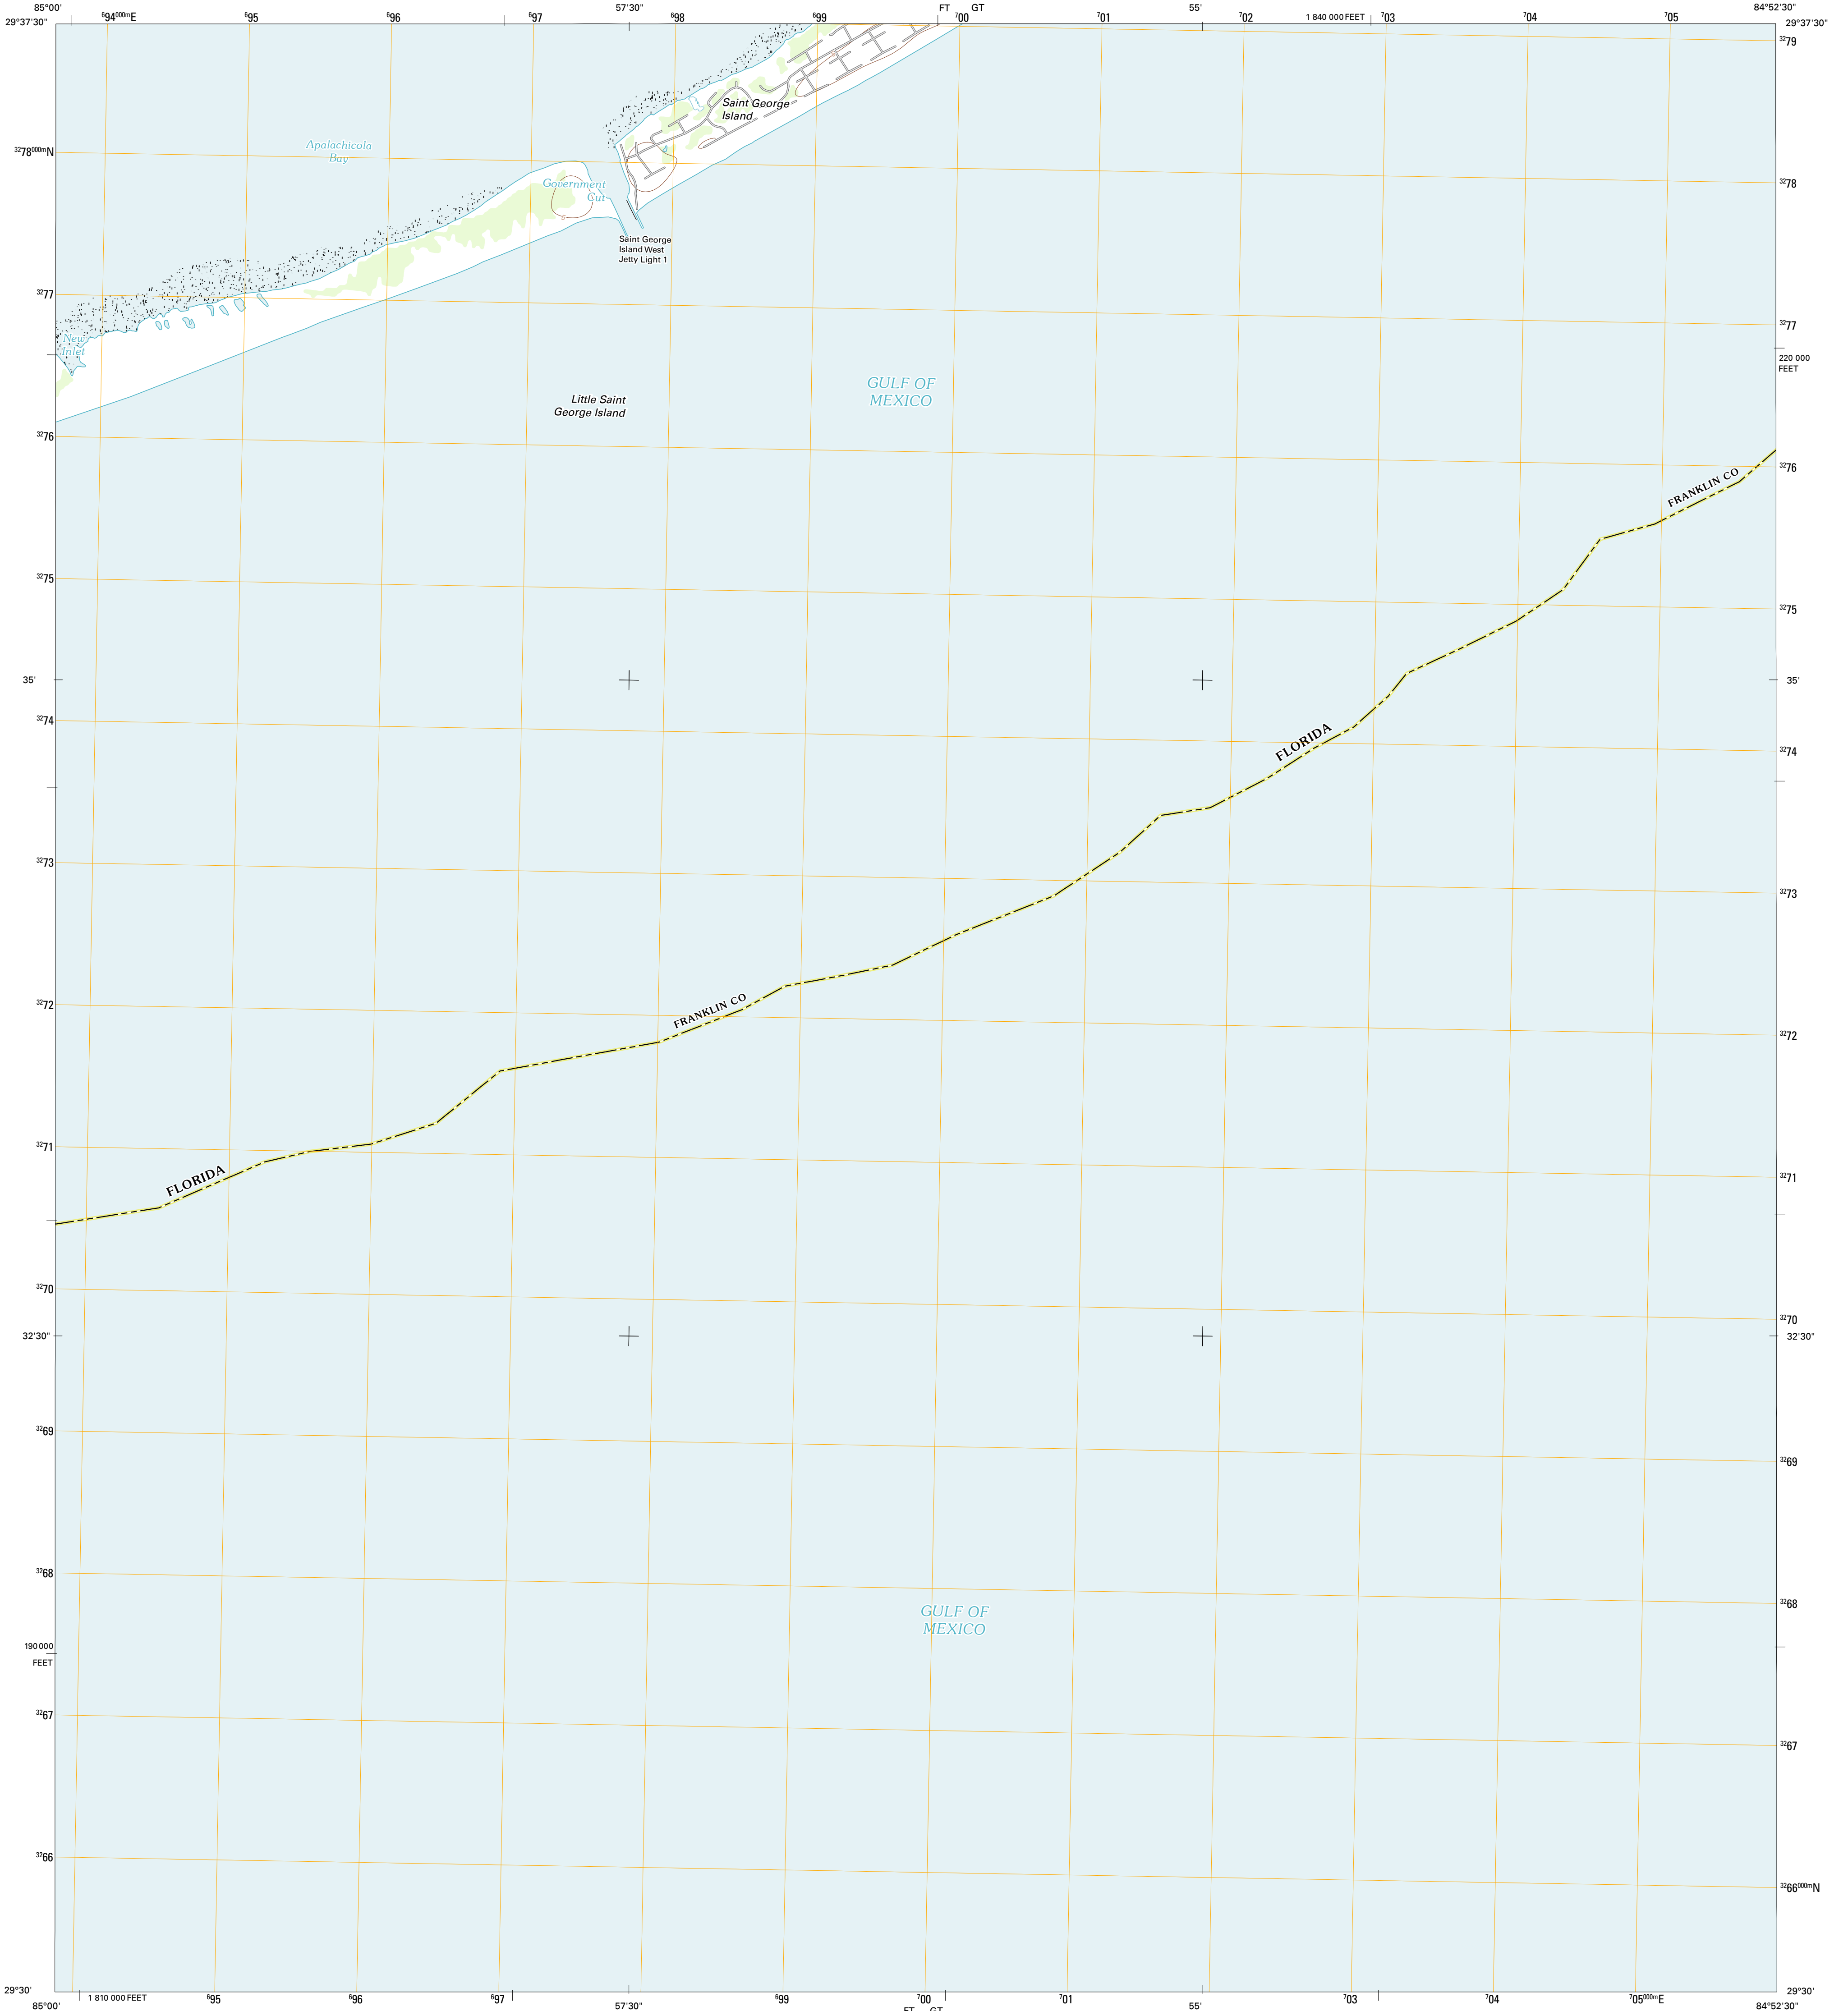 85°00' ⁶94⁰⁰⁰ᵐE ⁶95 ⁶96 ⁶97 57'30" ⁶98 ⁶99 FT GT ⁷00 ⁷01 55' ⁷02 1 840 000 FEET ⁷03 ⁷04 ⁷05 84°52'30"
29°37'30" 29°37'30"
³²79
Saint George
Island
Apalachicola
Bay
³²78⁰⁰⁰ᵐN
³²78
Government
Cut
5
Saint George
Island West
Jetty Light 1
³²77
³²77
New
Inlet
220 000
FEET
GULF OF
MEXICO
Little Saint
George Island
³²76
³²76
FRANKLIN CO
³²75
³²75
35' 35'
³²74
FLORIDA
³²74
³²73
³²73
³²72
FRANKLIN CO
³²72
³²71
FLORIDA
³²71
³²70
³²70
32'30" 32'30"
³²69
³²69
³²68
³²68
GULF OF
MEXICO
190 000
FEET
³²67
³²67
³²66
³²66⁰⁰⁰ᵐN
29°30' 29°30'
85°00' 1 810 000 FEET ⁶95 ⁶96 ⁶97 57'30" ⁶99 ⁷00 ⁷01 55' ⁷03 ⁷04 ⁷05⁰⁰⁰ᵐE 84°52'30"
FT GT